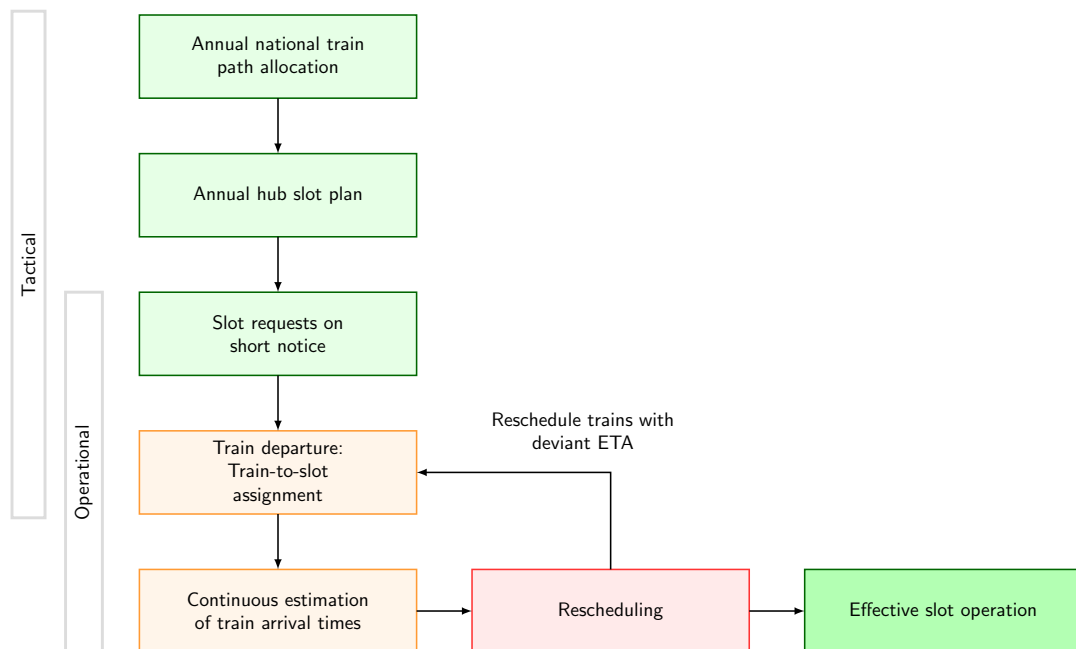 Annual national train
path allocation
Annual hub slot plan
Tactical
Slot requests on
short notice
Operational
Reschedule trains with
deviant ETA
Train departure:
Train-to-slot
assignment
Continuous estimation
of train arrival times
Rescheduling
Effective slot operation